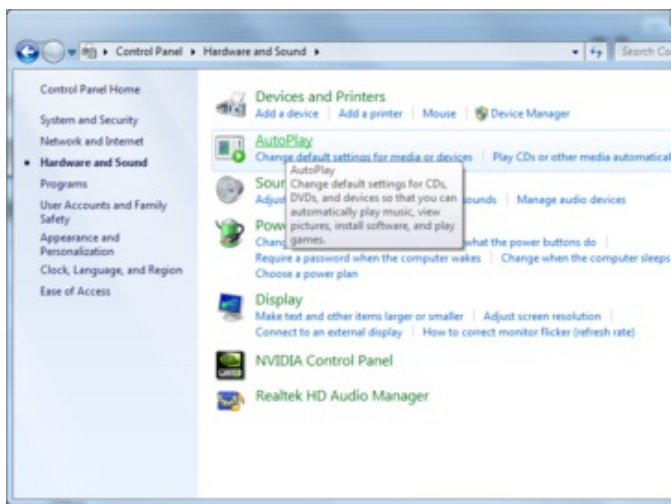 Control Panel
Hardware and Sound
Search Co
Control Panel Home
System and Security
Network and Internet
Hardware and Sound
Programs
User Accounts and Family
Safety
Appearance and
Personalization
Clock, Language, and Region
Ease of Access
Devices and Printers
Add a device
Add a printer
Mouse
Device Manager
AutoPlay
Change default settings for media or devices
Play CDs or other media automatical
AutoPlay
Change default settings for CDs,
DVDs, and devices so that you can
automatically play music, view
pictures, install software, and play
games.
Sour
Adjus
ounds
Manage audio devices
Pow
Chang
what the power buttons do
Require a password when the computer wakes
Change when the computer sleeps
Choose a power plan
Display
Make text and other items larger or smaller
Adjust screen resolution
Connect to an external display
How to correct monitor flicker (refresh rate)
NVIDIA Control Panel
Realtek HD Audio Manager